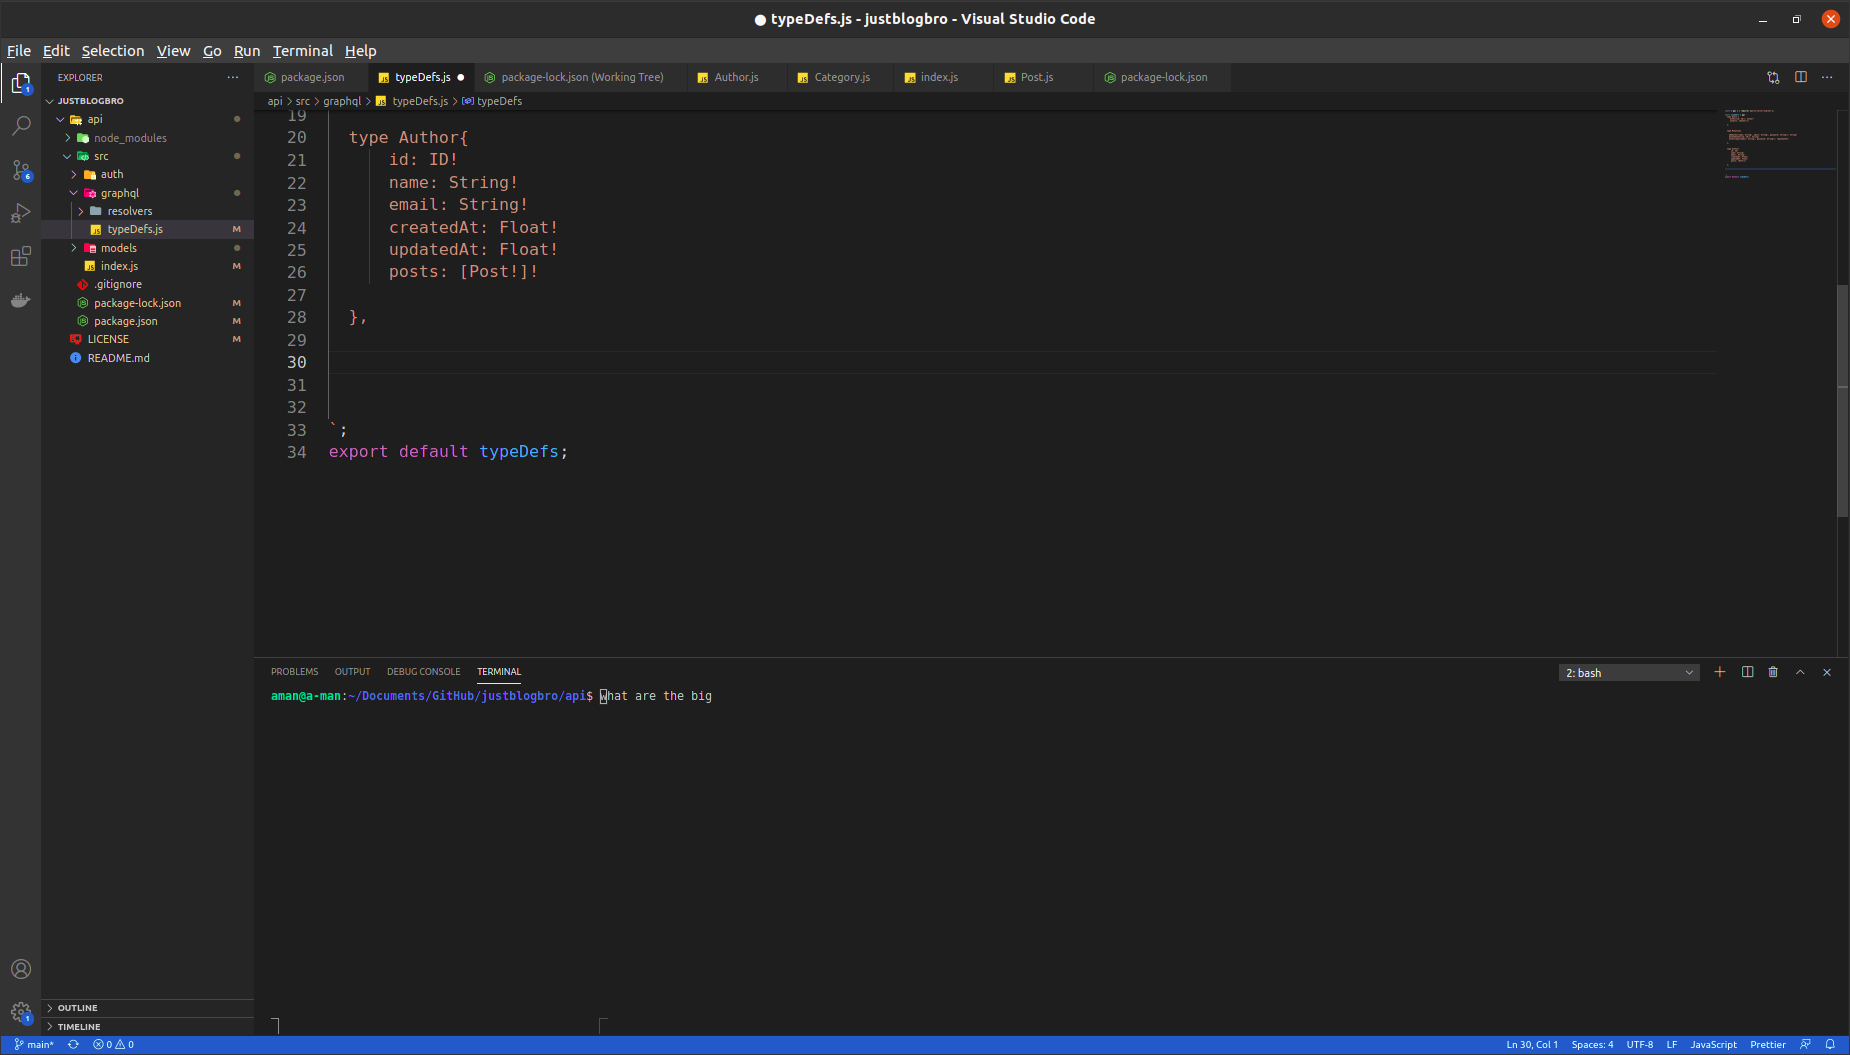 ● typeDefs.js - justblogbro - Visual Studio Code
File Edit Selection View Go Run Terminal Help
EXPLORER
package.json typeDefs.js package-lock.json (Working Tree) Author.js Category.js index.js Post.js package-lock.json
api > src > graphql > typeDefs.js > typeDefs
JUSTBLOGBRO
api
node_modules
src
auth
graphql
resolvers
typeDefs.js M
models
index.js M
.gitignore
package-lock.json M
package.json M
LICENSE M
README.md
OUTLINE
TIMELINE
19
20 type Author{
21 id: ID!
22 name: String!
23 email: String!
24 createdAt: Float!
25 updatedAt: Float!
26 posts: [Post!]!
27
28 },
29
30
31
32
33 `;
34 export default typeDefs;
PROBLEMS OUTPUT DEBUG CONSOLE TERMINAL
2: bash
aman@a-man:~/Documents/GitHub/justblogbro/api$ what are the big
1
6
1
main* 0 0
Ln 30, Col 1 Spaces: 4 UTF-8 LF JavaScript Prettier